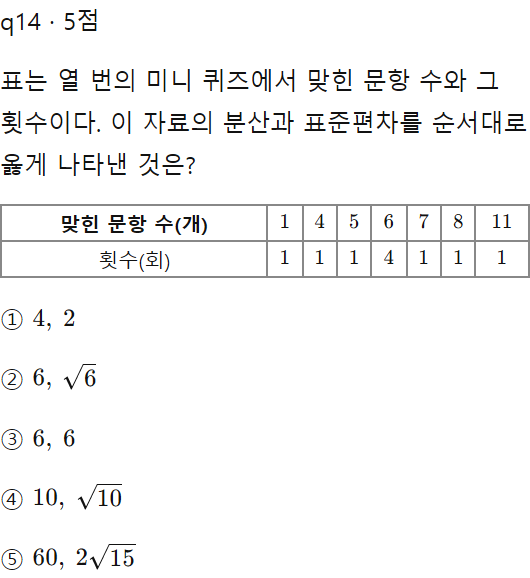 q14 · 5점
표는 열 번의 미니 퀴즈에서 맞힌 문항 수와 그
횟수이다. 이 자료의 분산과 표준편차를 순서대로
옳게 나타낸 것은?
맞힌 문항 수(개) 1 4 5 6 7 8 11
횟수(회) 1 1 1 4 1 1 1
① 4, 2
② 6, √6
③ 6, 6
④ 10, √10
⑤ 60, 2√15